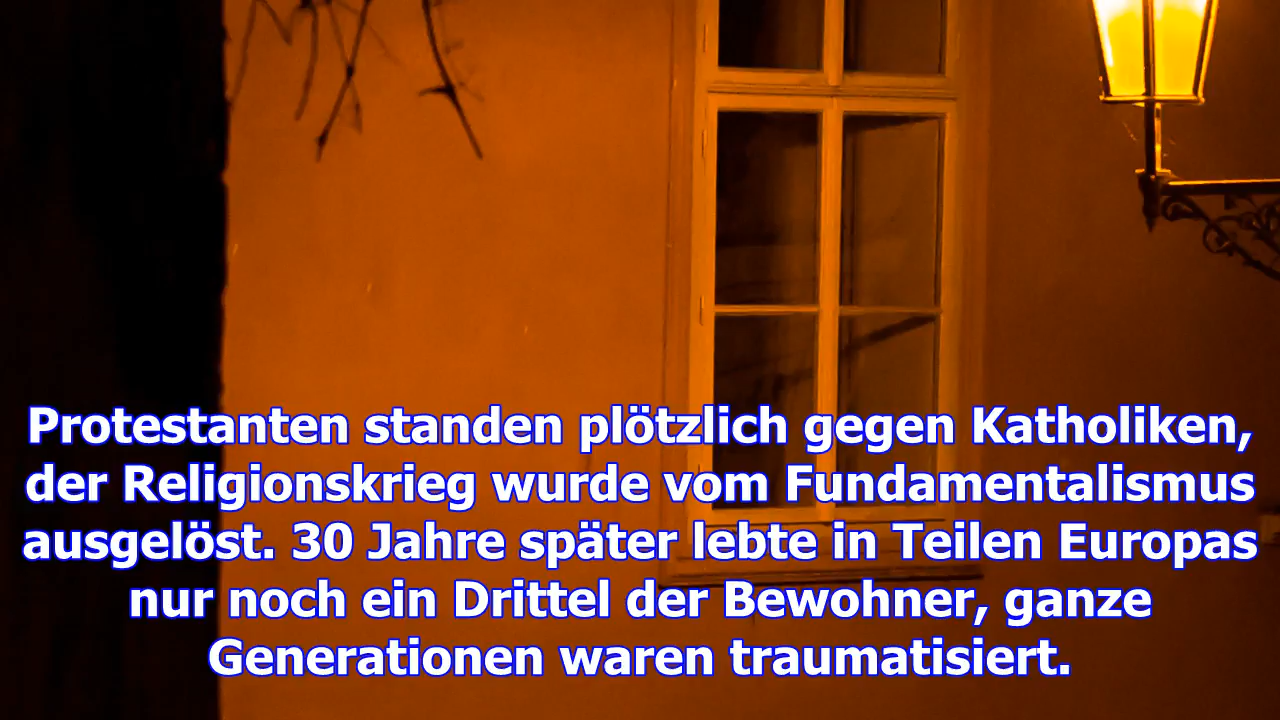 Protestanten standen plötzlich gegen Katholiken,
der Religionskrieg wurde vom Fundamentalismus
ausgelöst. 30 Jahre später lebte in Teilen Europas
nur noch ein Drittel der Bewohner, ganze
Generationen waren traumatisiert.